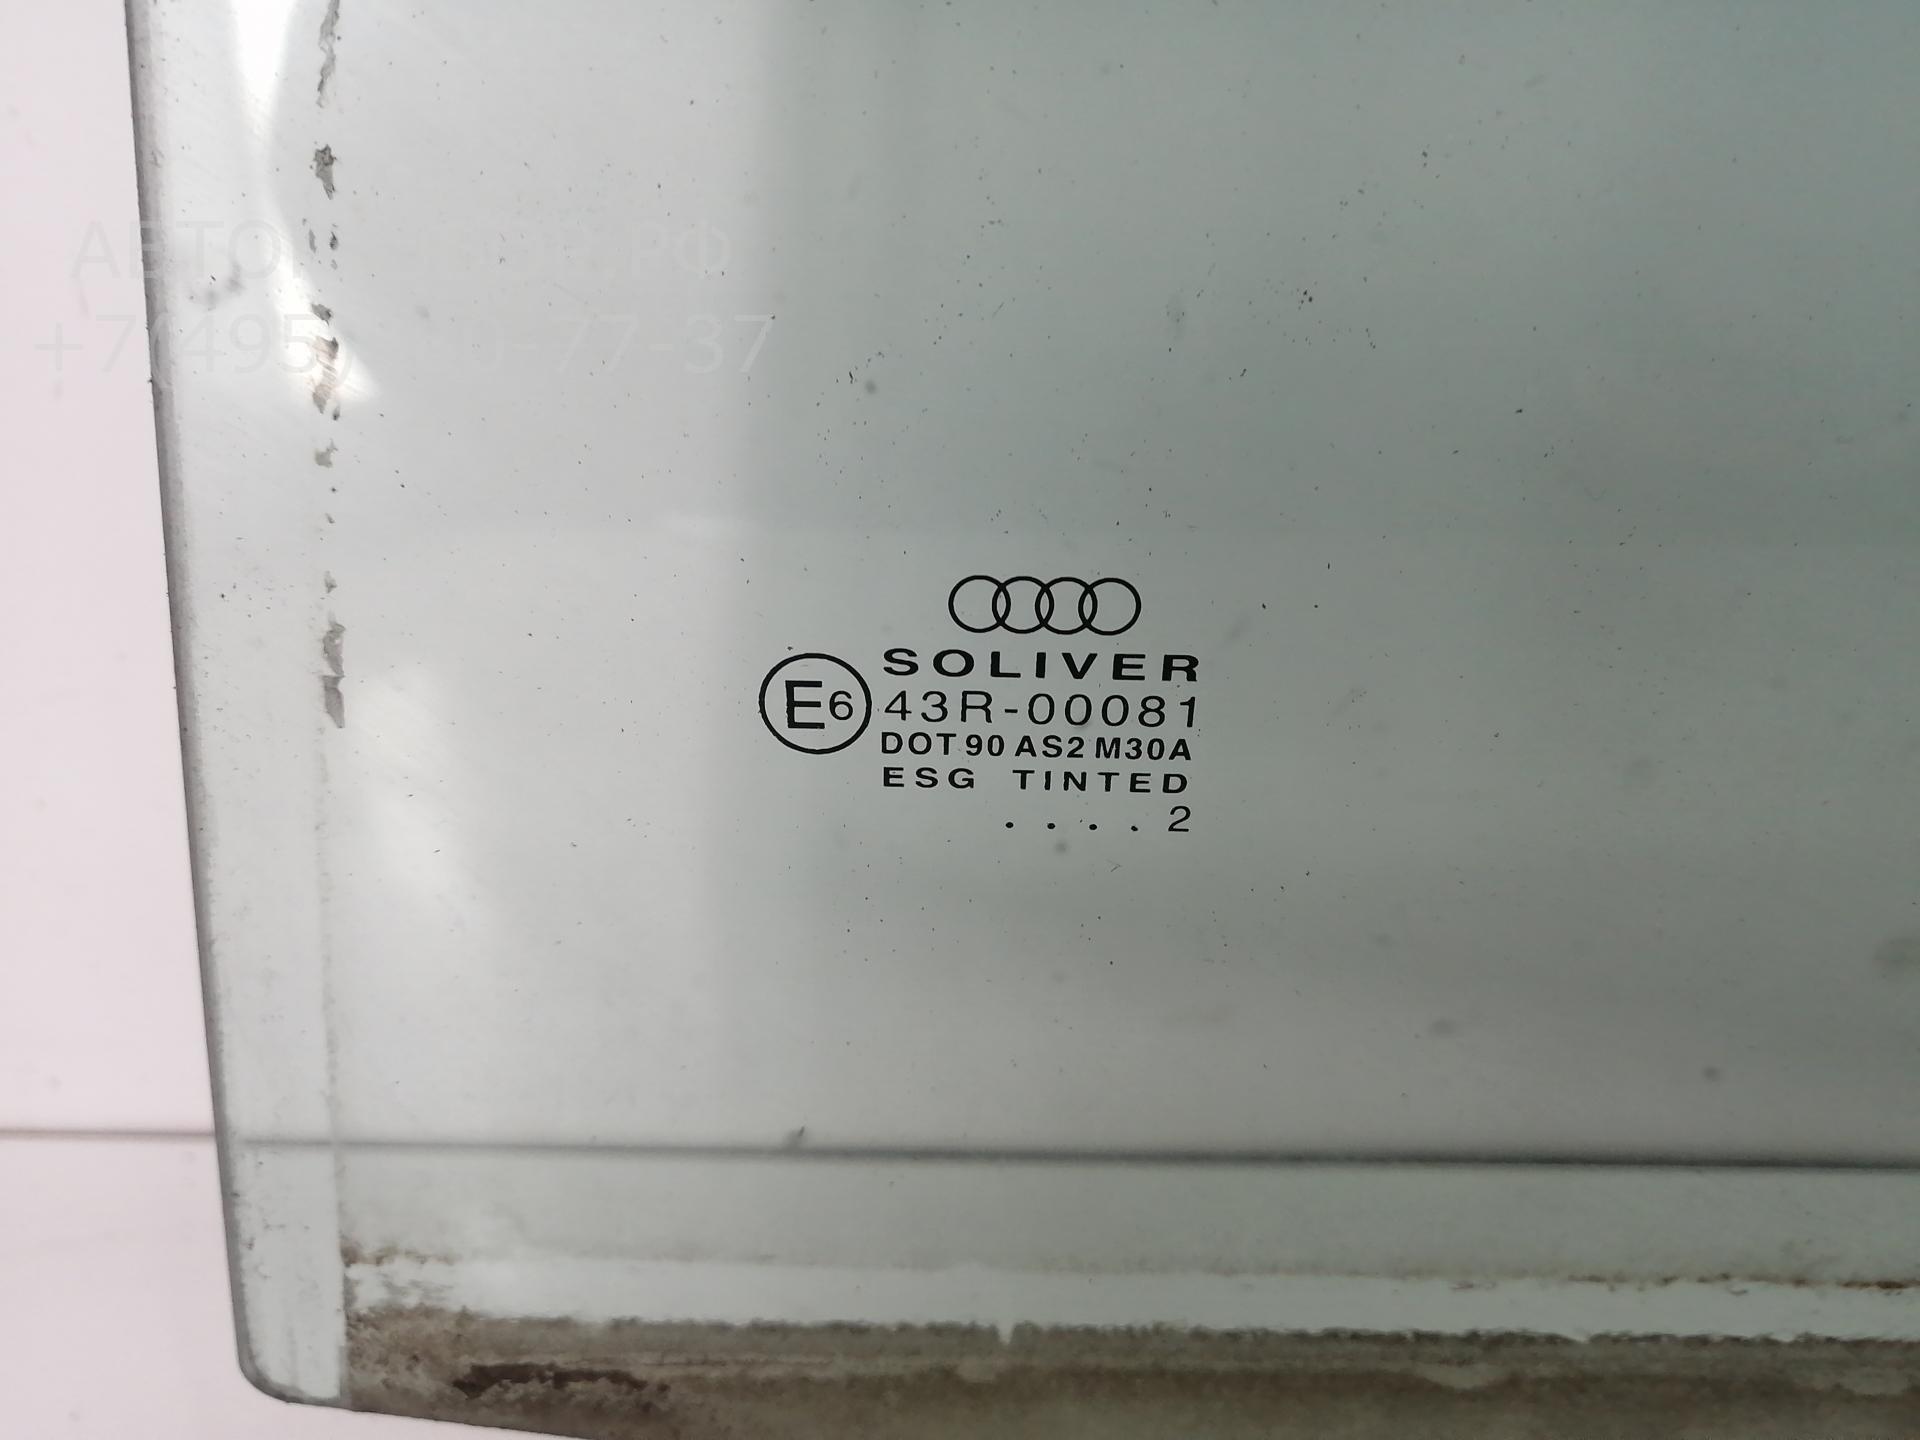 SOLIVER
E6 43R-00081
DOT 90 AS2 M30A
ESG TINTED
. . . . 2